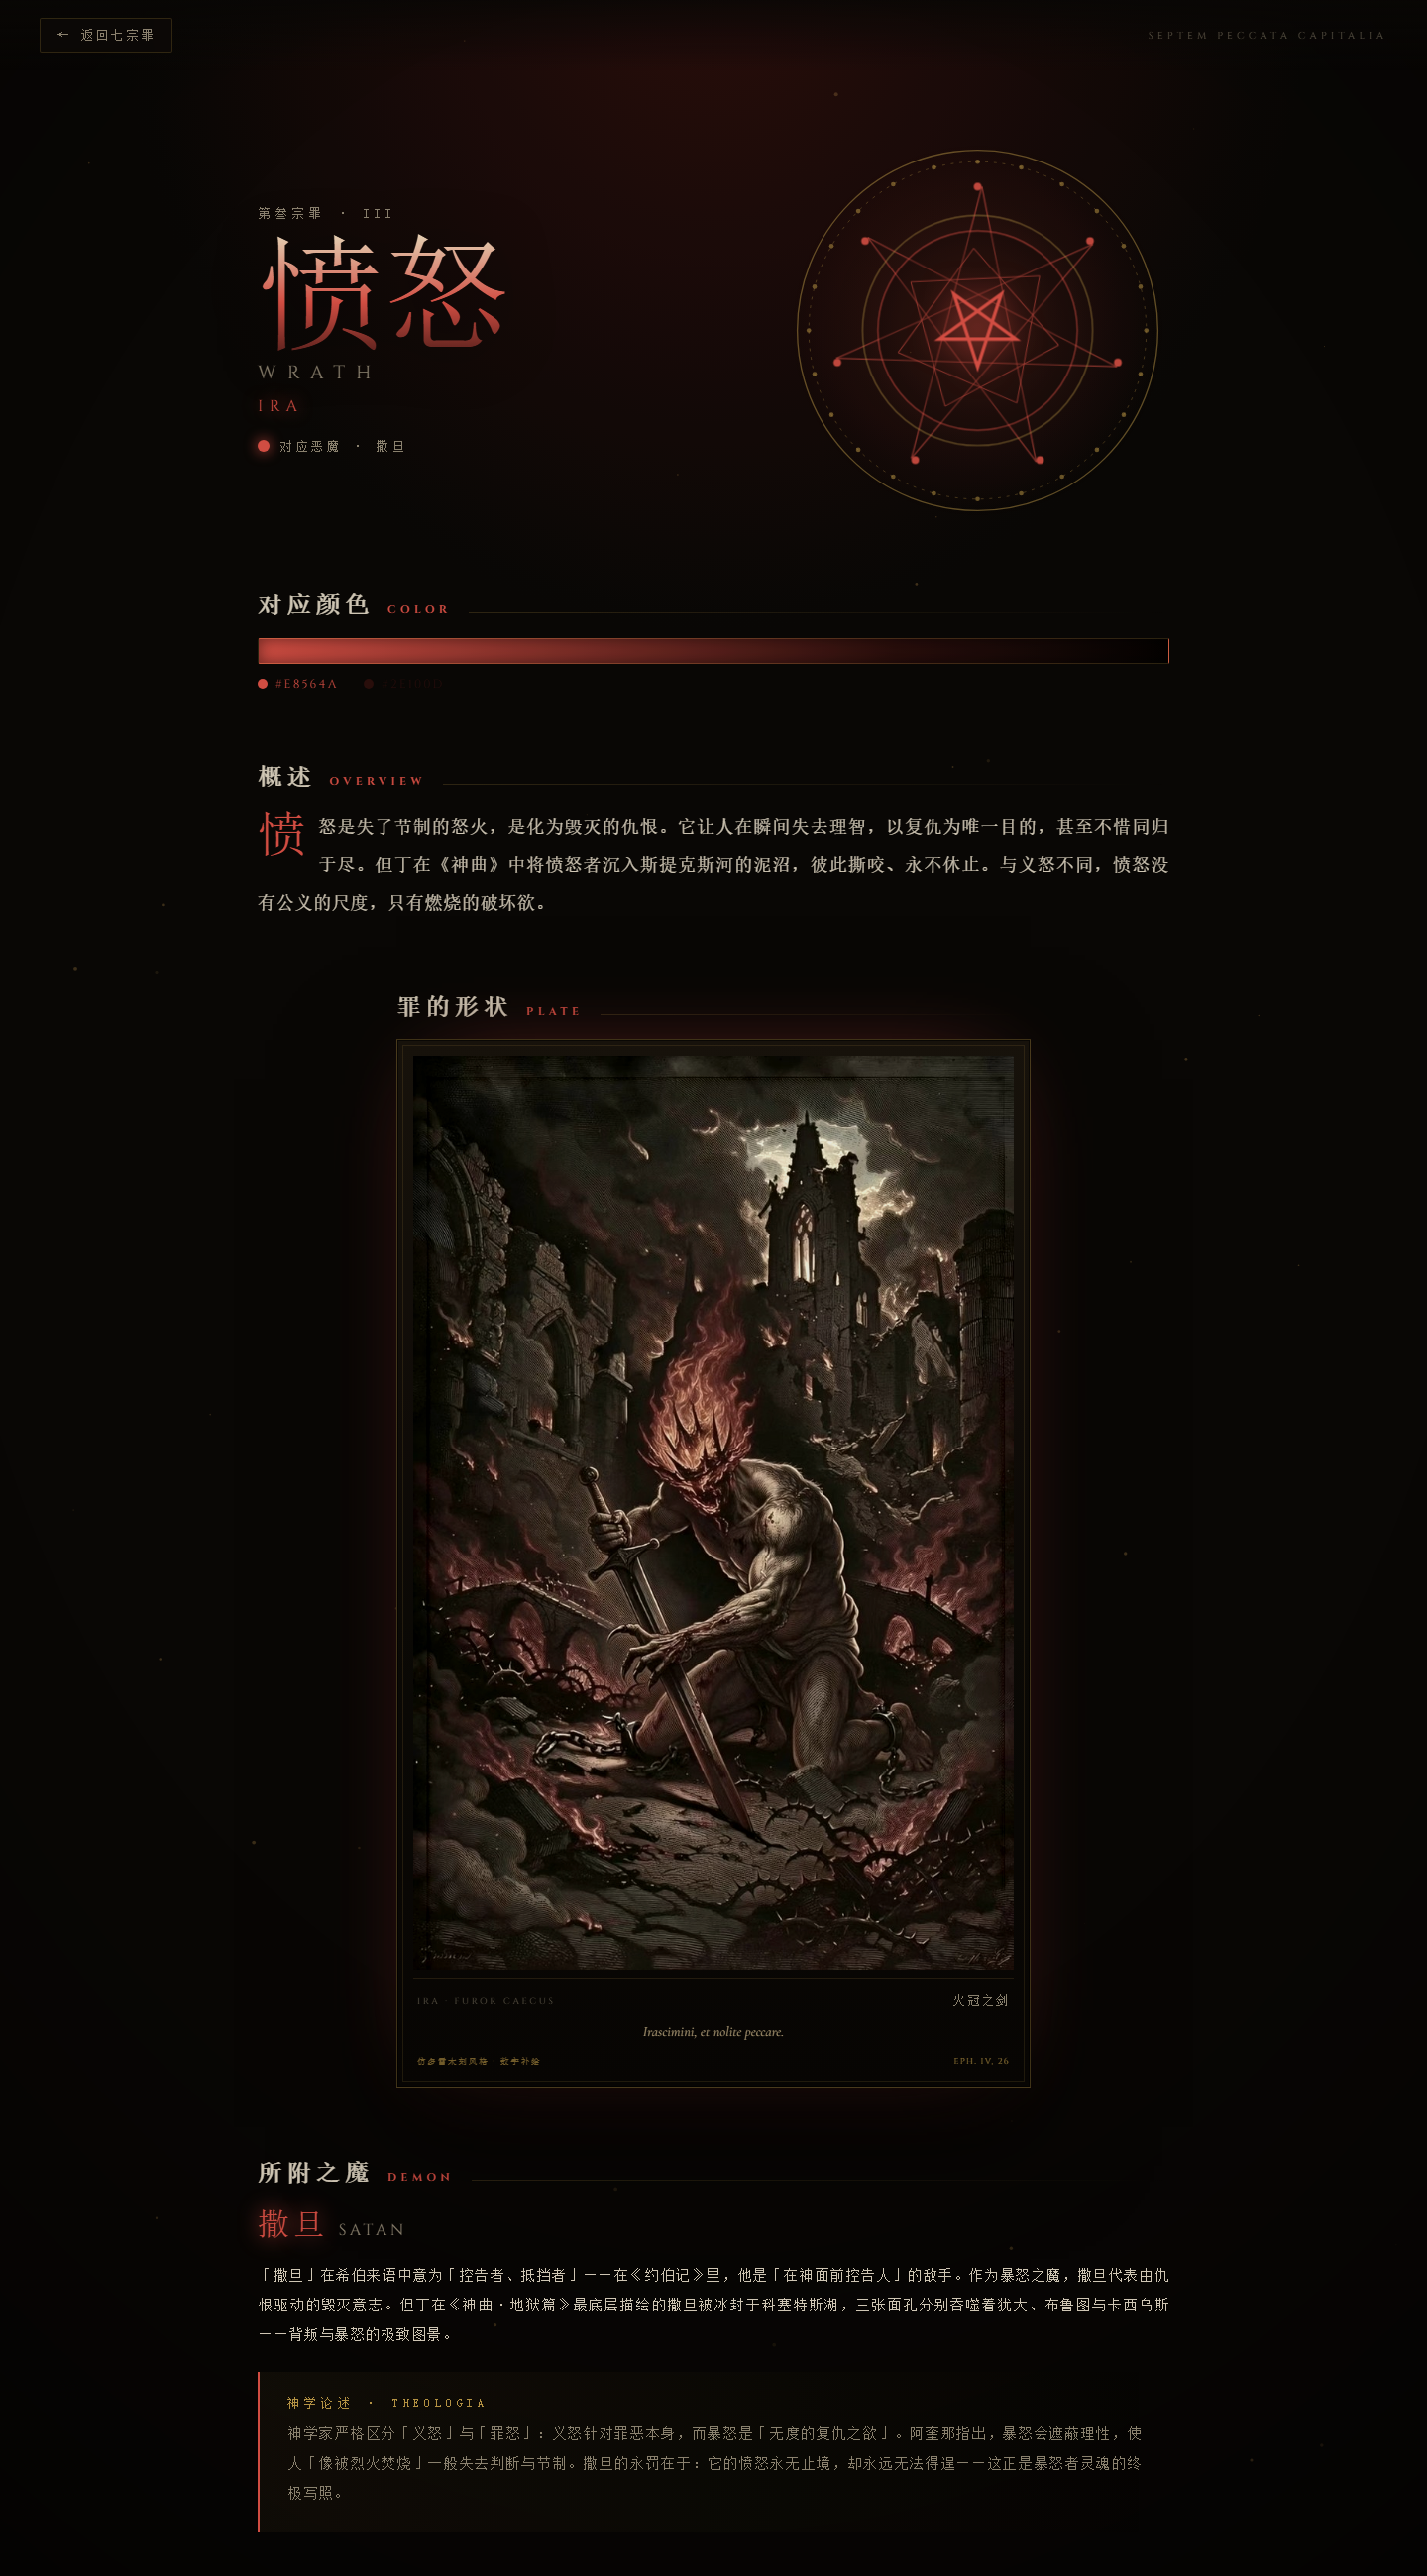 ← 返回七宗罪
SEPTEM PECCATA CAPITALIA
第叁宗罪 · III
愤怒
WRATH
IRA
对应恶魔 · 撒旦
对应颜色 COLOR
#E8564A
概述 OVERVIEW
愤怒是失了节制的怒火，是化为毁灭的仇恨。它让人在瞬间失去理智，以复仇为唯一目的，甚至不惜同归
于尽。但丁在《神曲》中将愤怒者沉入斯提克斯河的泥沼，彼此撕咬、永不休止。与义怒不同，愤怒没
有公义的尺度，只有燃烧的破坏欲。
罪的形状 PLATE
IRA · FUROR CAECUS
火冠之剑
Irascimini, et nolite peccare.
仿多雷木刻风格 · 数字补绘
EPH. IV, 26
所附之魔 DEMON
撒旦 SATAN
「撒旦」在希伯来语中意为「控告者、抵挡者」——在《约伯记》里，他是「在神面前控告人」的敌手。作为暴怒之魔，撒旦代表由仇
恨驱动的毁灭意志。但丁在《神曲·地狱篇》最底层描绘的撒旦被冰封于科塞特斯湖，三张面孔分别吞噬着犹大、布鲁图与卡西乌斯
——背叛与暴怒的极致图景。
神学论述 · THEOLOGIA
神学家严格区分「义怒」与「罪怒」：义怒针对罪恶本身，而暴怒是「无度的复仇之欲」。阿奎那指出，暴怒会遮蔽理性，使
人「像被烈火焚烧」一般失去判断与节制。撒旦的永罚在于：它的愤怒永无止境，却永远无法得逞——这正是暴怒者灵魂的终
极写照。